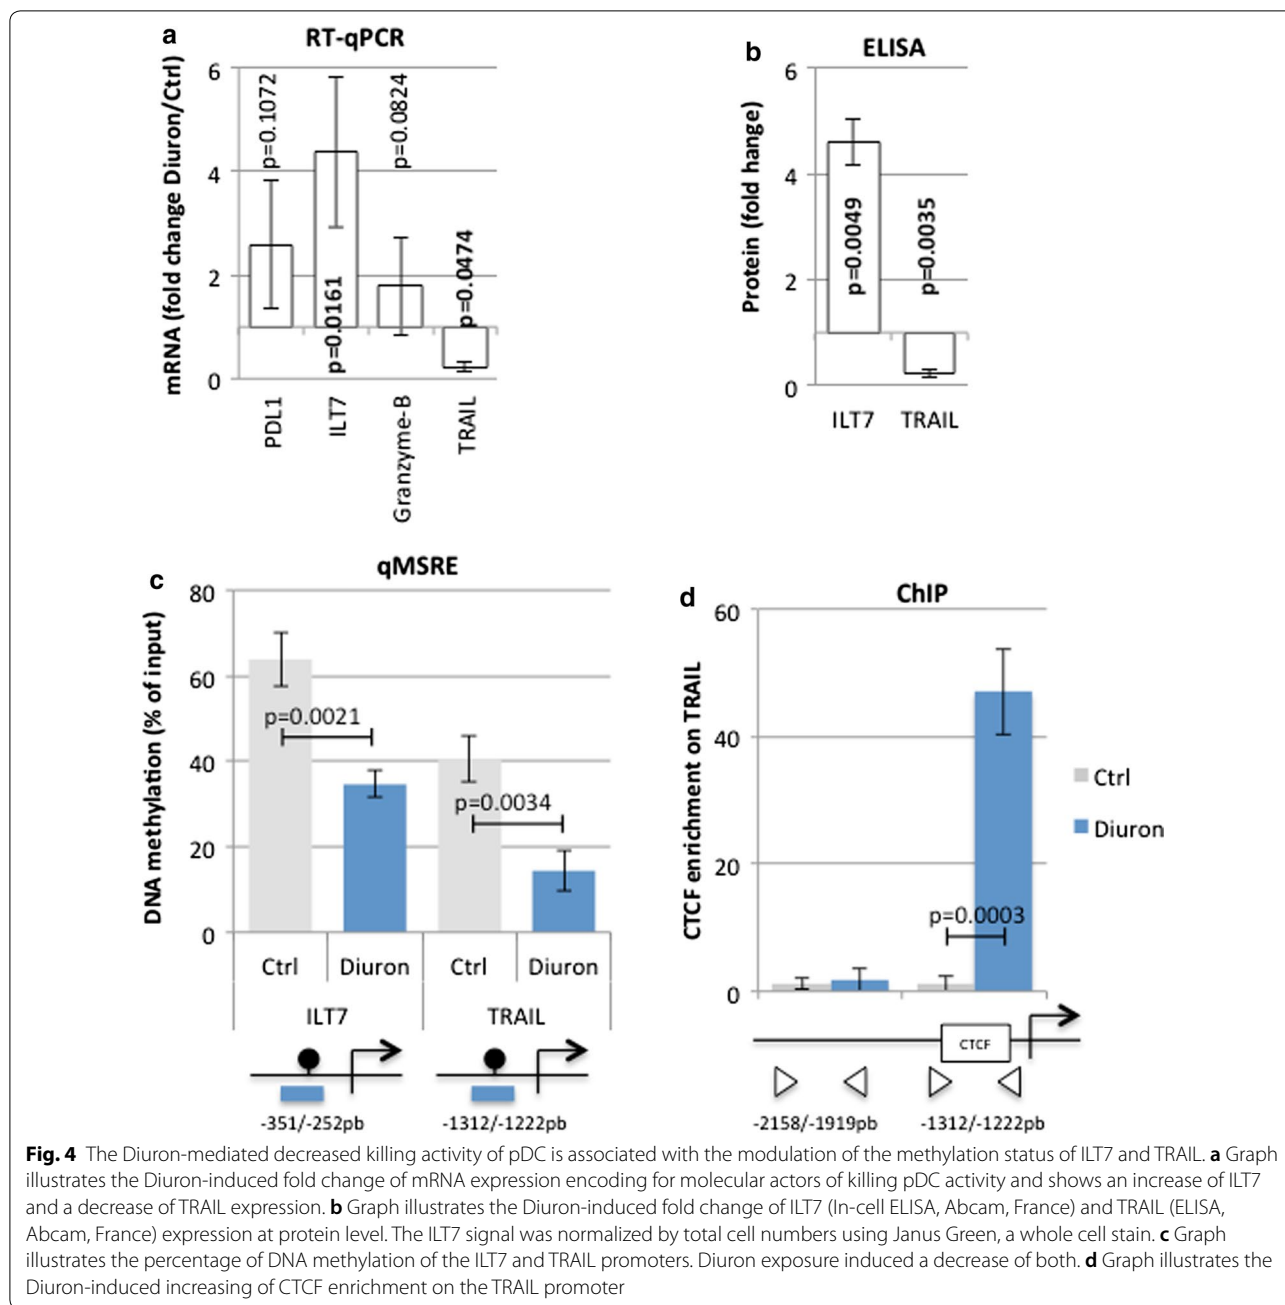 a
RT-qPCR
mRNA (fold change Diuron/Ctrl)
6
4
2
0
p=0.1072
p=0.0161
p=0.0824
p=0.0474
PDL1
ILT7
Granzyme-B
TRAIL
b
ELISA
Protein (fold hange)
6
4
2
0
p=0.0049
p=0.0035
ILT7 TRAIL
c
qMSRE
DNA methylation (% of input)
80
60
40
20
0
p=0.0021
p=0.0034
Ctrl Diuron Ctrl Diuron
ILT7 TRAIL
-351/-252pb -1312/-1222pb
d
ChIP
CTCF enrichment on TRAIL
60
40
20
0
p=0.0003
Ctrl
Diuron
CTCF
-2158/-1919pb -1312/-1222pb
Fig. 4 The Diuron-mediated decreased killing activity of pDC is associated with the modulation of the methylation status of ILT7 and TRAIL. a Graph
illustrates the Diuron-induced fold change of mRNA expression encoding for molecular actors of killing pDC activity and shows an increase of ILT7
and a decrease of TRAIL expression. b Graph illustrates the Diuron-induced fold change of ILT7 (In-cell ELISA, Abcam, France) and TRAIL (ELISA,
Abcam, France) expression at protein level. The ILT7 signal was normalized by total cell numbers using Janus Green, a whole cell stain. c Graph
illustrates the percentage of DNA methylation of the ILT7 and TRAIL promoters. Diuron exposure induced a decrease of both. d Graph illustrates the
Diuron-induced increasing of CTCF enrichment on the TRAIL promoter